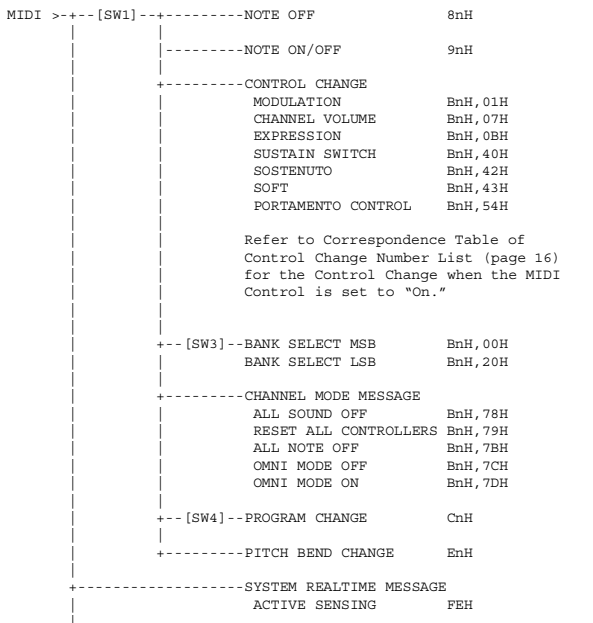 MIDI >-+--[SW1]--+---------NOTE OFF 8nH
|---------NOTE ON/OFF 9nH
+---------CONTROL CHANGE
MODULATION BnH,01H
CHANNEL VOLUME BnH,07H
EXPRESSION BnH,0BH
SUSTAIN SWITCH BnH,40H
SOSTENUTO BnH,42H
SOFT BnH,43H
PORTAMENTO CONTROL BnH,54H
Refer to Correspondence Table of
Control Change Number List (page 16)
for the Control Change when the MIDI
Control is set to “On.”
+--[SW3]--BANK SELECT MSB BnH,00H
BANK SELECT LSB BnH,20H
+---------CHANNEL MODE MESSAGE
ALL SOUND OFF BnH,78H
RESET ALL CONTROLLERS BnH,79H
ALL NOTE OFF BnH,7BH
OMNI MODE OFF BnH,7CH
OMNI MODE ON BnH,7DH
+--[SW4]--PROGRAM CHANGE CnH
+---------PITCH BEND CHANGE EnH
+-------------------SYSTEM REALTIME MESSAGE
ACTIVE SENSING FEH